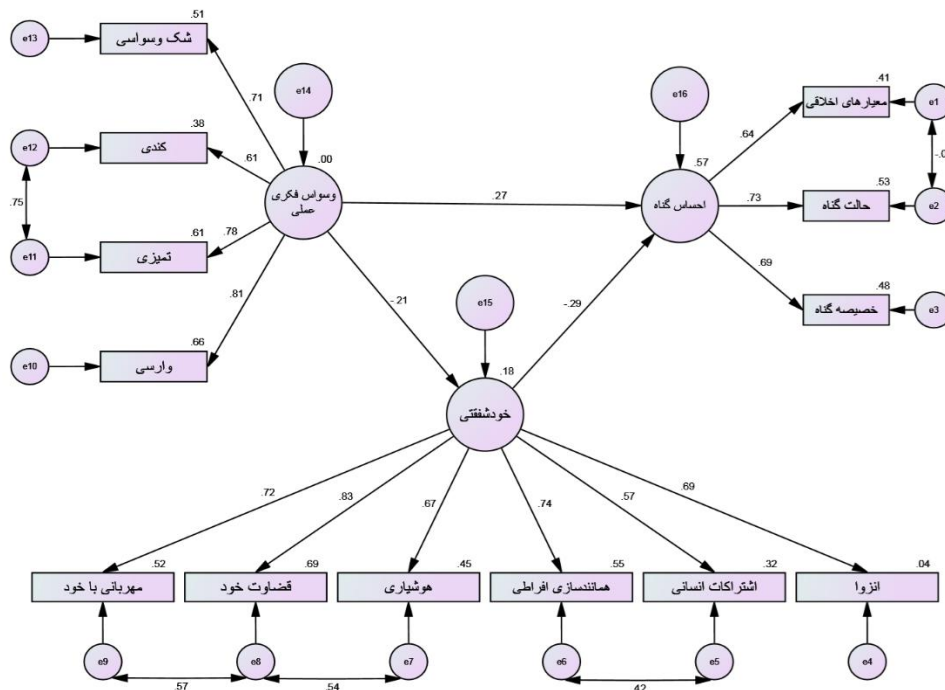 .51
e13
شک وسواسی
.71
e14
.38
e12
کندی
.61
.00
وسواس فکری
عملی
.75
.61
e11
تمیزی
.78
.81
.66
e10
وارسی
.27
-.21
e16
.57
احساس گناه
-.29
.41
معیارهای اخلاقی
e1
.64
-.0
.53
.73
حالت گناه
e2
.69
.48
خصیصه گناه
e3
e15
.18
خودشفقتی
.72
.83
.67
.74
.57
.69
.52
مهربانی با خود
.69
قضاوت خود
.45
هوشیاری
.55
همانندسازی افراطی
.32
اشتراکات انسانی
.04
انزوا
e9
e8
e7
e6
e5
e4
.57
.54
.42